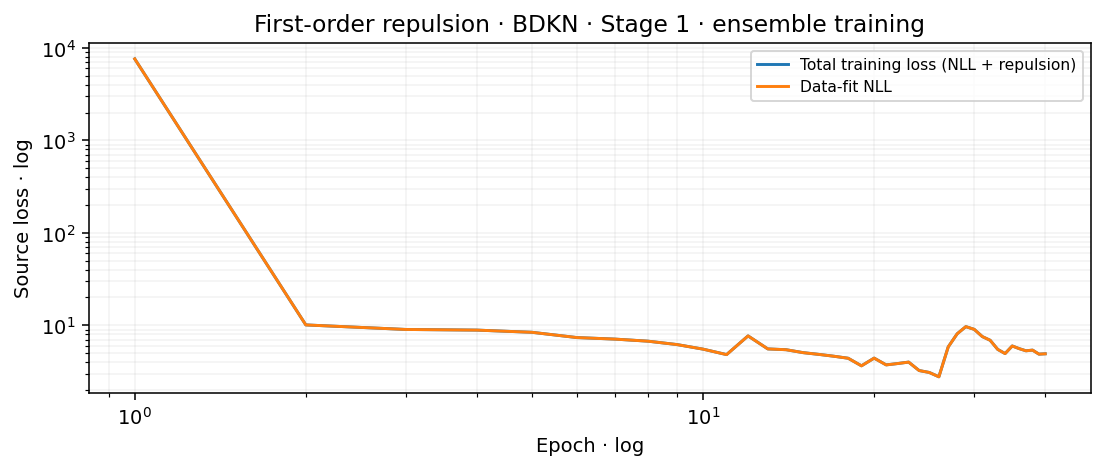 First-order repulsion · BDKN · Stage 1 · ensemble training
Total training loss (NLL + repulsion)
Data-fit NLL
Source loss · log
10⁴
10³
10²
10¹
10⁰
10¹
Epoch · log